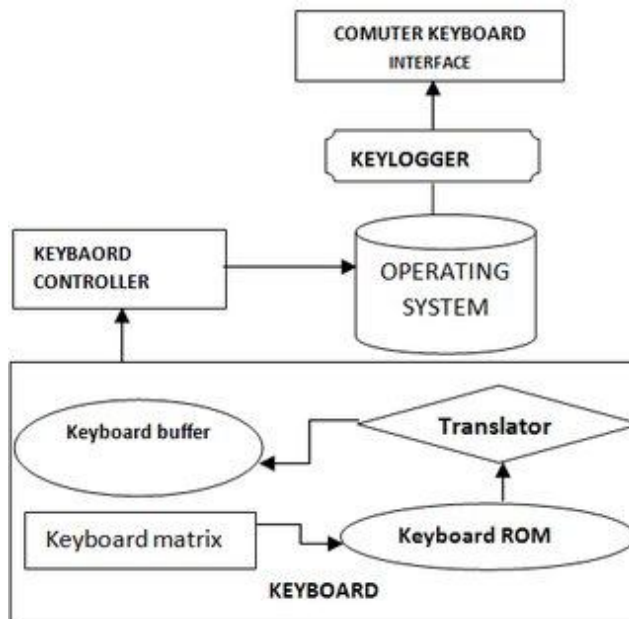 COMUTER KEYBOARD
INTERFACE
KEYLOGGER
KEYBAORD
CONTROLLER
OPERATING
SYSTEM
Keyboard buffer
Translator
Keyboard matrix
Keyboard ROM
KEYBOARD